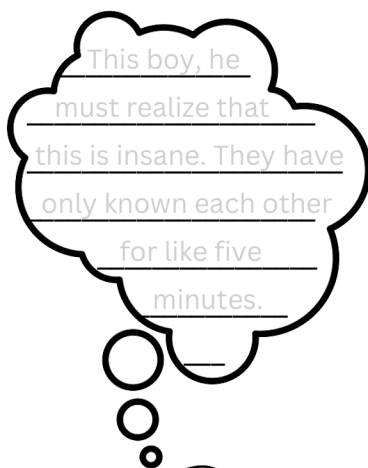 This boy, he
must realize that
this is insane. They have
only known each other
for like five
minutes.